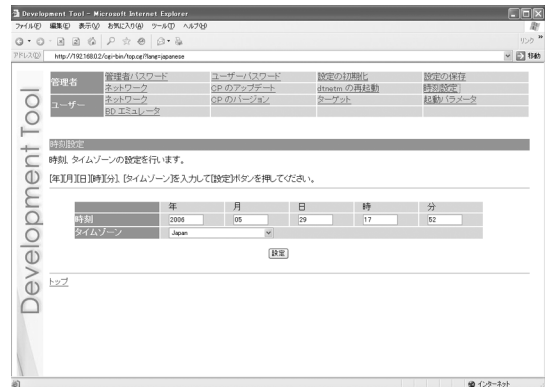 Development Tool - Microsoft Internet Explorer
ファイル(F) 編集(E) 表示(V) お気に入り(A) ツール(T) ヘルプ(H)
リンク »
アドレス(D) http://192.168.0.2/cgi-bin/top.cgi?lang=japanese 移動
Development Tool
管理者 管理者パスワード ユーザーパスワード 設定の初期化 設定の保存
ネットワーク CP のアップデート dtnetm の再起動 時刻設定
ユーザー ネットワーク CP のバージョン ターゲット 起動パラメータ
BD エミュレータ
時刻設定
時刻、タイムゾーンの設定を行います。
[年][月][日][時][分]、[タイムゾーン]を入力して[設定]ボタンを押してください。
年 月 日 時 分
時刻 2006 05 29 17 52
タイムゾーン Japan
設定
トップ
インターネット